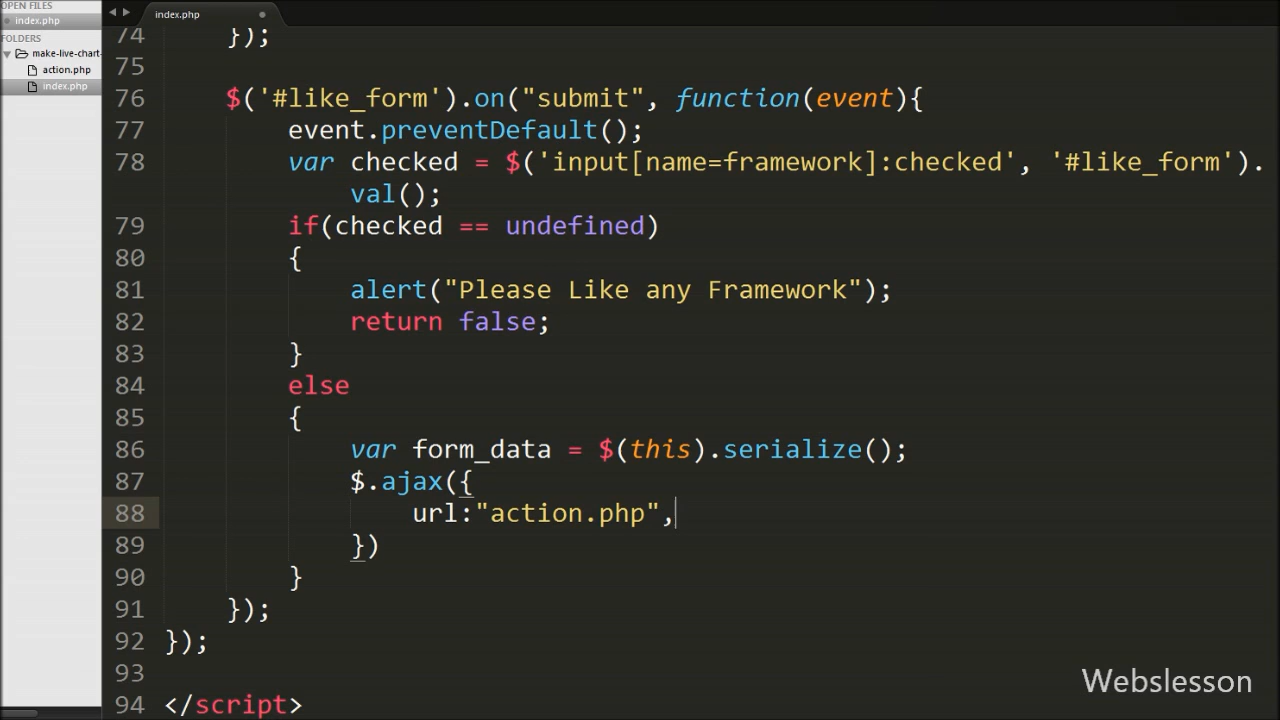 OPEN FILES
index.php
FOLDERS
make-live-chart-
action.php
index.php
index.php
74 });
75
76 $('#like_form').on("submit", function(event){
77 event.preventDefault();
78 var checked = $('input[name=framework]:checked', '#like_form').
val();
79 if(checked == undefined)
80 {
81 alert("Please Like any Framework");
82 return false;
83 }
84 else
85 {
86 var form_data = $(this).serialize();
87 $.ajax({
88 url:"action.php",
89 })
90 }
91 });
92 });
93
94 </script>
Webslesson